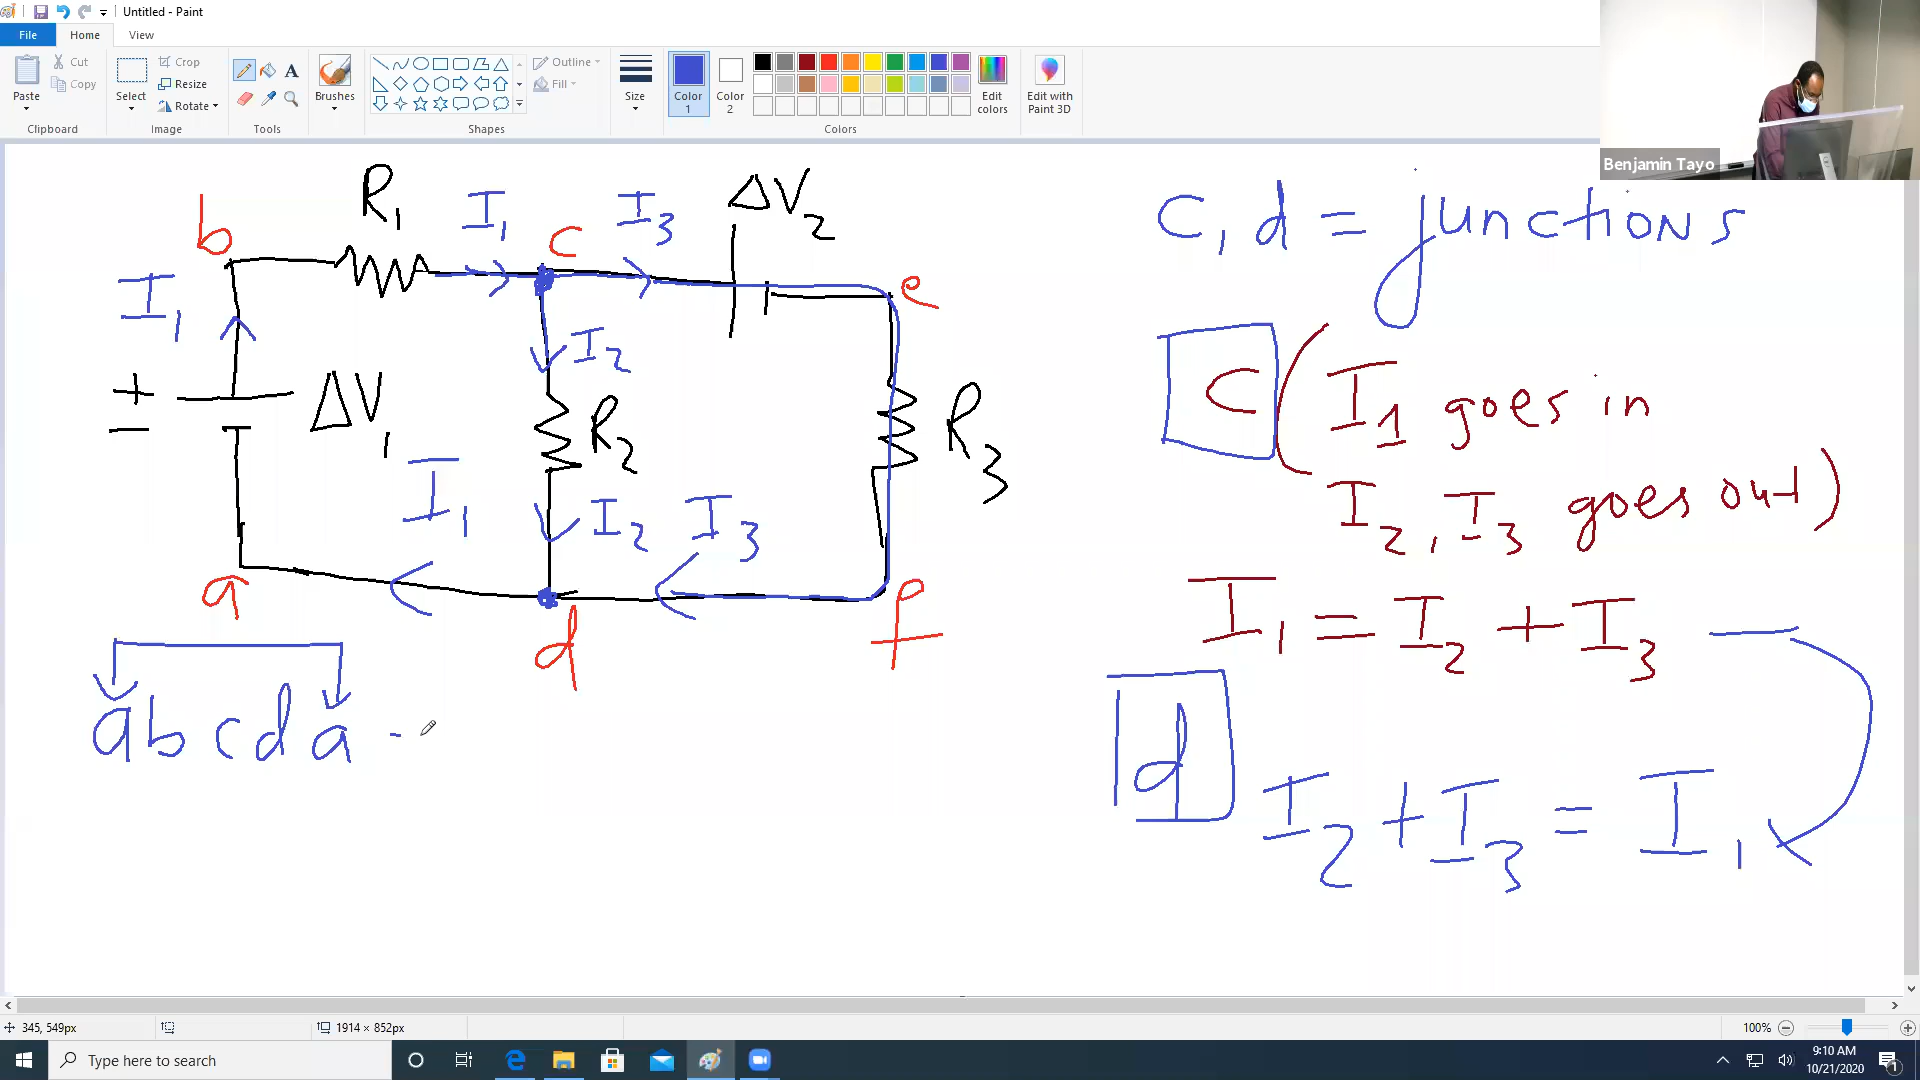 Untitled - Paint
File
Home
View
Paste
Cut
Copy
Clipboard
Select
Crop
Resize
Rotate
Image
A
Tools
Brushes
Shapes
Outline
Fill
Size
Color 1
Color 2
Colors
Edit colors
Edit with Paint 3D
Benjamin Tayo
b
R1
I1
c
I3
ΔV2
e
I1
I2
+
−
ΔV1
R2
R3
I1
I2
I3
a
d
f
a b c d a -
c, d = junctions
c ( I1 goes in
I2, I3 goes out)
I1 = I2 + I3
d
I2 + I3 = I1
345, 549px
1914 × 852px
100%
Type here to search
9:10 AM
10/21/2020
1